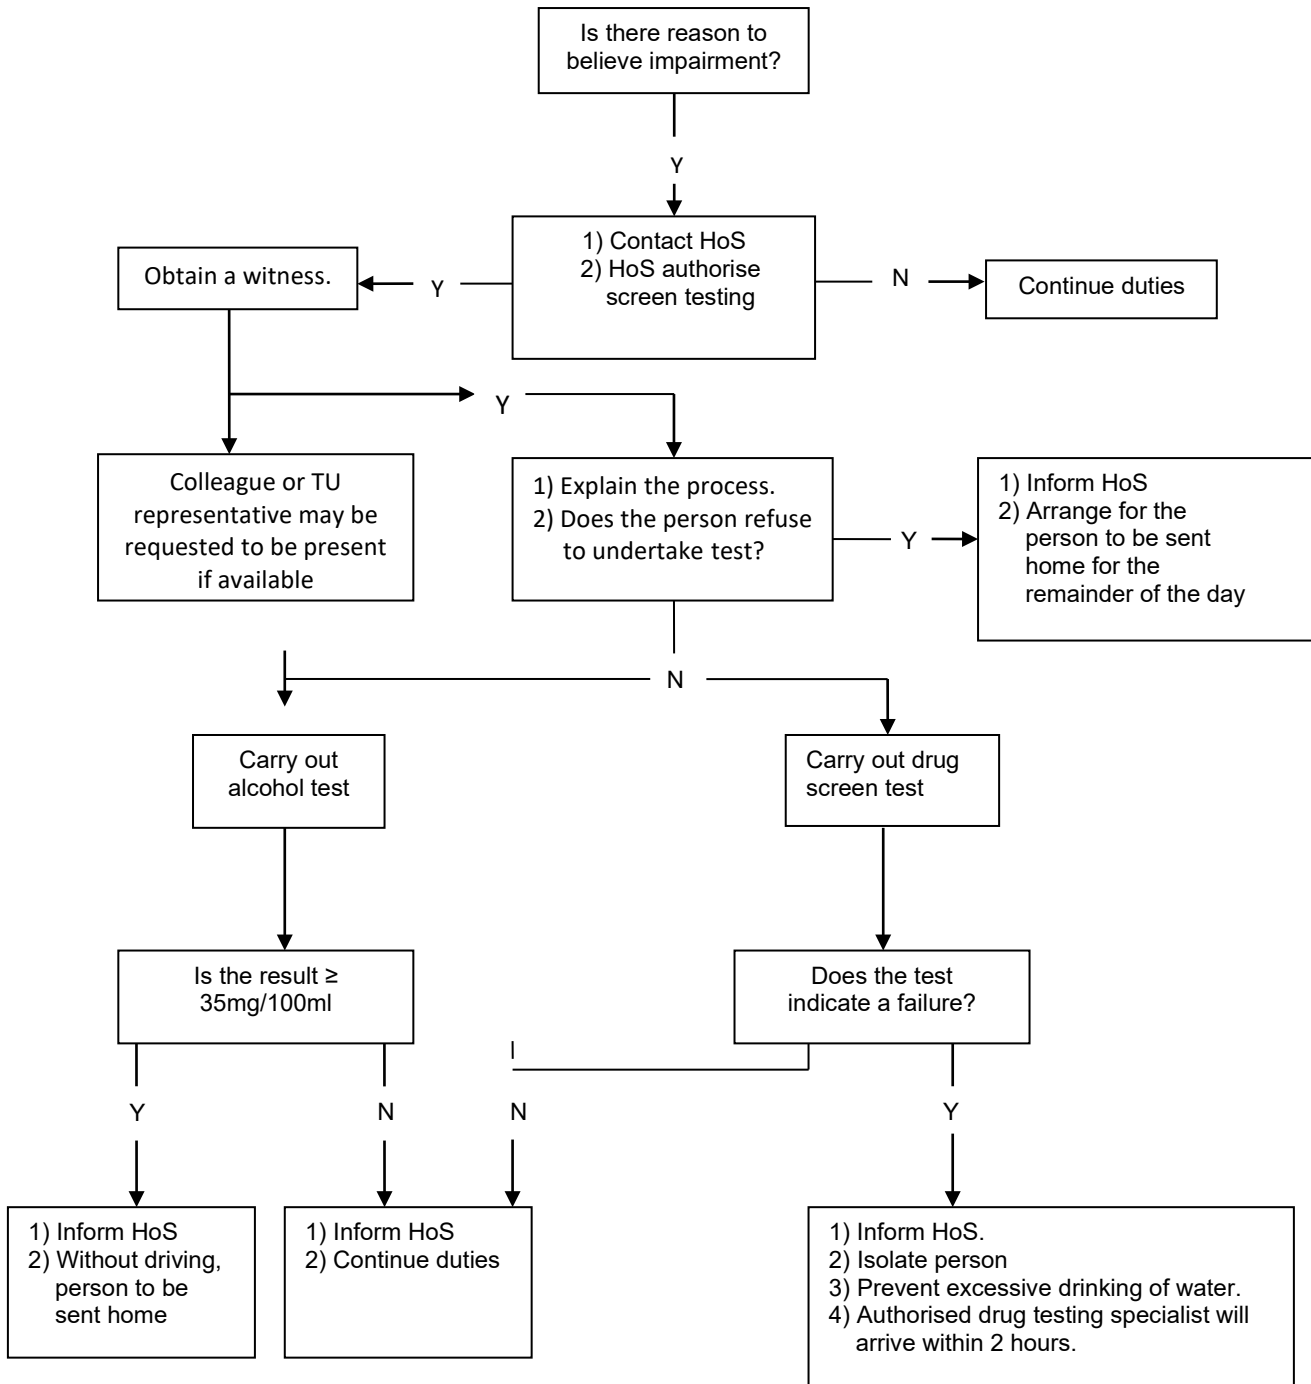 Is there reason to
believe impairment?
Y
1) Contact HoS
2) HoS authorise
screen testing
Obtain a witness.
Y
N
Continue duties
Y
Colleague or TU
representative may be
requested to be present
if available
1) Explain the process.
2) Does the person refuse
to undertake test?
Y
1) Inform HoS
2) Arrange for the
person to be sent
home for the
remainder of the day
N
Carry out
alcohol test
Carry out drug
screen test
Is the result ≥
35mg/100ml
Does the test
indicate a failure?
Y
N
N
Y
1) Inform HoS
2) Without driving,
person to be
sent home
1) Inform HoS
2) Continue duties
1) Inform HoS.
2) Isolate person
3) Prevent excessive drinking of water.
4) Authorised drug testing specialist will
arrive within 2 hours.